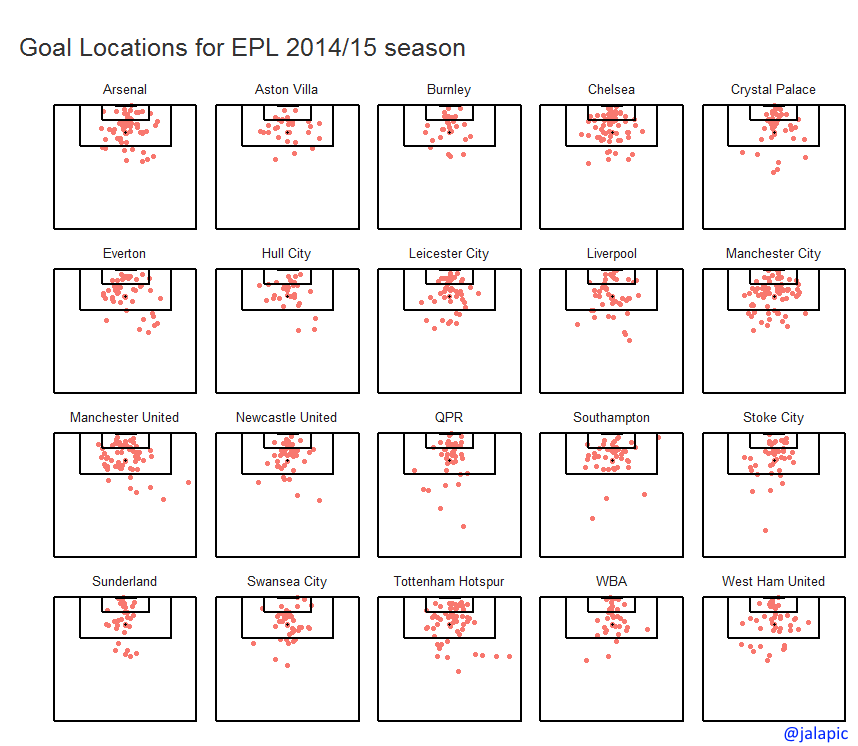 Goal Locations for EPL 2014/15 season
Arsenal Aston Villa Burnley Chelsea Crystal Palace
Everton Hull City Leicester City Liverpool Manchester City
Manchester United Newcastle United QPR Southampton Stoke City
Sunderland Swansea City Tottenham Hotspur WBA West Ham United
@jalapic